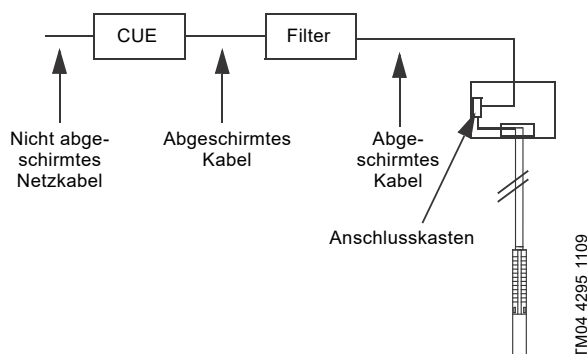 CUE
Filter
Nicht abge-
schirmtes
Netzkabel
Abgeschirmtes
Kabel
Abge-
schirmtes
Kabel
Anschlusskasten
TM04 4295 1109